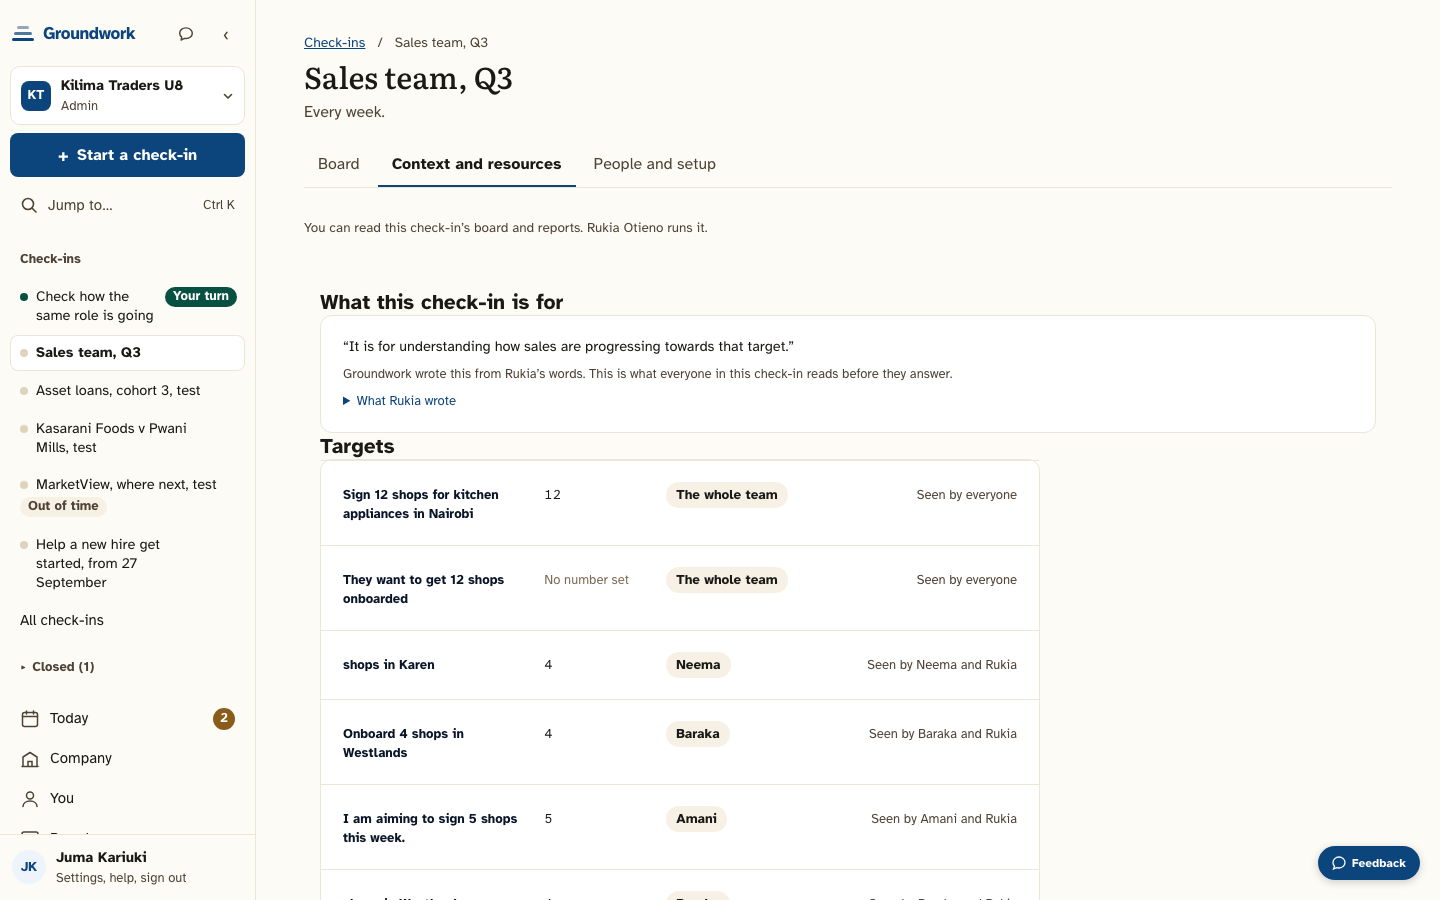 Groundwork
KT
Kilima Traders U8
Admin
+ Start a check-in
Jump to...
Ctrl K
Check-ins
Check how the
same role is going
Your turn
Sales team, Q3
Asset loans, cohort 3, test
Kasarani Foods v Pwani
Mills, test
MarketView, where next, test
Out of time
Help a new hire get
started, from 27
September
All check-ins
Closed (1)
Today
2
Company
You
JK
Juma Kariuki
Settings, help, sign out
Check-ins / Sales team, Q3
Sales team, Q3
Every week.
Board
Context and resources
People and setup
You can read this check-in’s board and reports. Rukia Otieno runs it.
What this check-in is for
“It is for understanding how sales are progressing towards that target.”
Groundwork wrote this from Rukia’s words. This is what everyone in this check-in reads before they answer.
What Rukia wrote
Targets
Sign 12 shops for kitchen
appliances in Nairobi
12
The whole team
Seen by everyone
They want to get 12 shops
onboarded
No number set
The whole team
Seen by everyone
shops in Karen
4
Neema
Seen by Neema and Rukia
Onboard 4 shops in
Westlands
4
Baraka
Seen by Baraka and Rukia
I am aiming to sign 5 shops
this week.
5
Amani
Seen by Amani and Rukia
Feedback